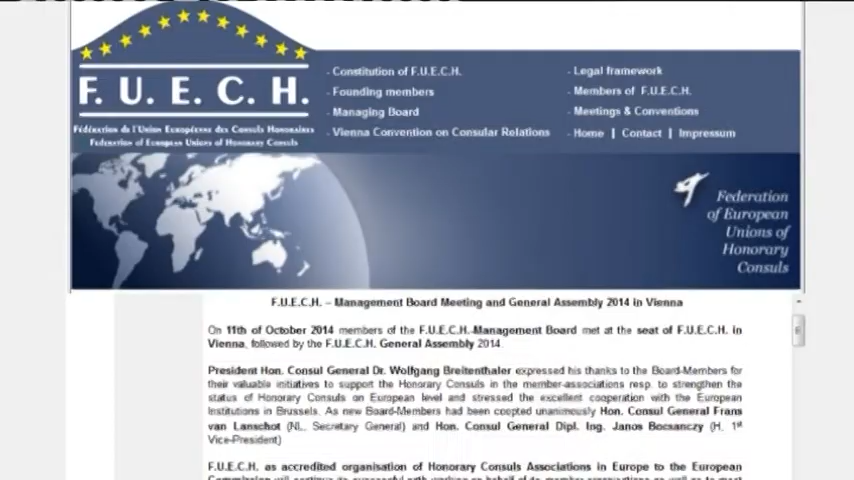 F. U. E. C. H.
Fédération de l'Union Européenne des Consuls Honoraires
Federation of European Unions of Honorary Consuls
- Constitution of F.U.E.C.H.
- Founding members
- Managing Board
- Vienna Convention on Consular Relations
- Legal framework
- Members of F.U.E.C.H.
- Meetings & Conventions
- Home | Contact | Impressum
Federation
of European
Unions of
Honorary
Consuls
F.U.E.C.H. – Management Board Meeting and General Assembly 2014 in Vienna
On 11th of October 2014 members of the F.U.E.C.H.-Management Board met at the seat of F.U.E.C.H. in
Vienna, followed by the F.U.E.C.H. General Assembly 2014.
President Hon. Consul General Dr. Wolfgang Breitenthaler expressed his thanks to the Board-Members for
their valuable initiatives to support the Honorary Consuls in the member-associations resp. to strengthen the
status of Honorary Consuls on European level and stressed the excellent cooperation with the European
Institutions in Brussels. As new Board-Members had been coopted unanimously Hon. Consul General Frans
van Lanschot (NL, Secretary General) and Hon. Consul General Dipl. Ing. Janos Bocsanczy (H. 1st
Vice-President)
F.U.E.C.H. as accredited organisation of Honorary Consuls Associations in Europe to the European